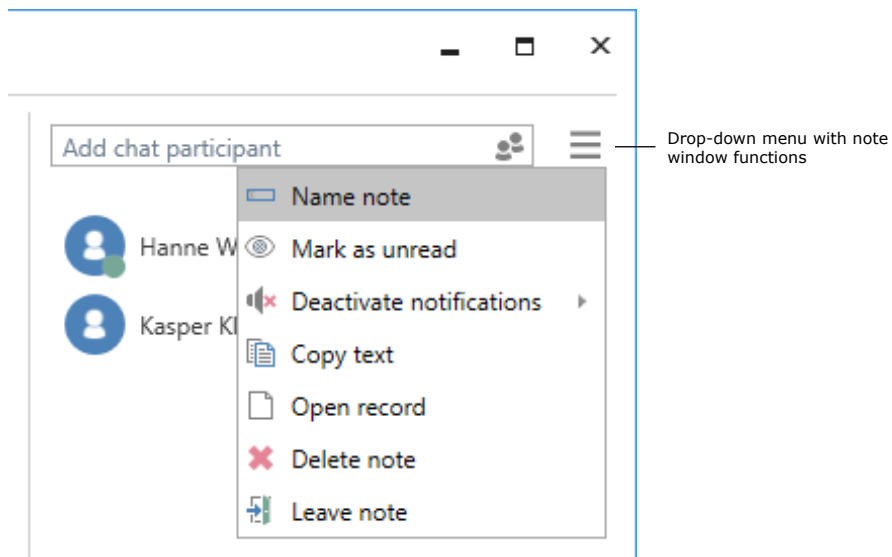 Add chat participant
Drop-down menu with note
window functions
Name note
Hanne W
Mark as unread
Deactivate notifications
Kasper Kl
Copy text
Open record
Delete note
Leave note